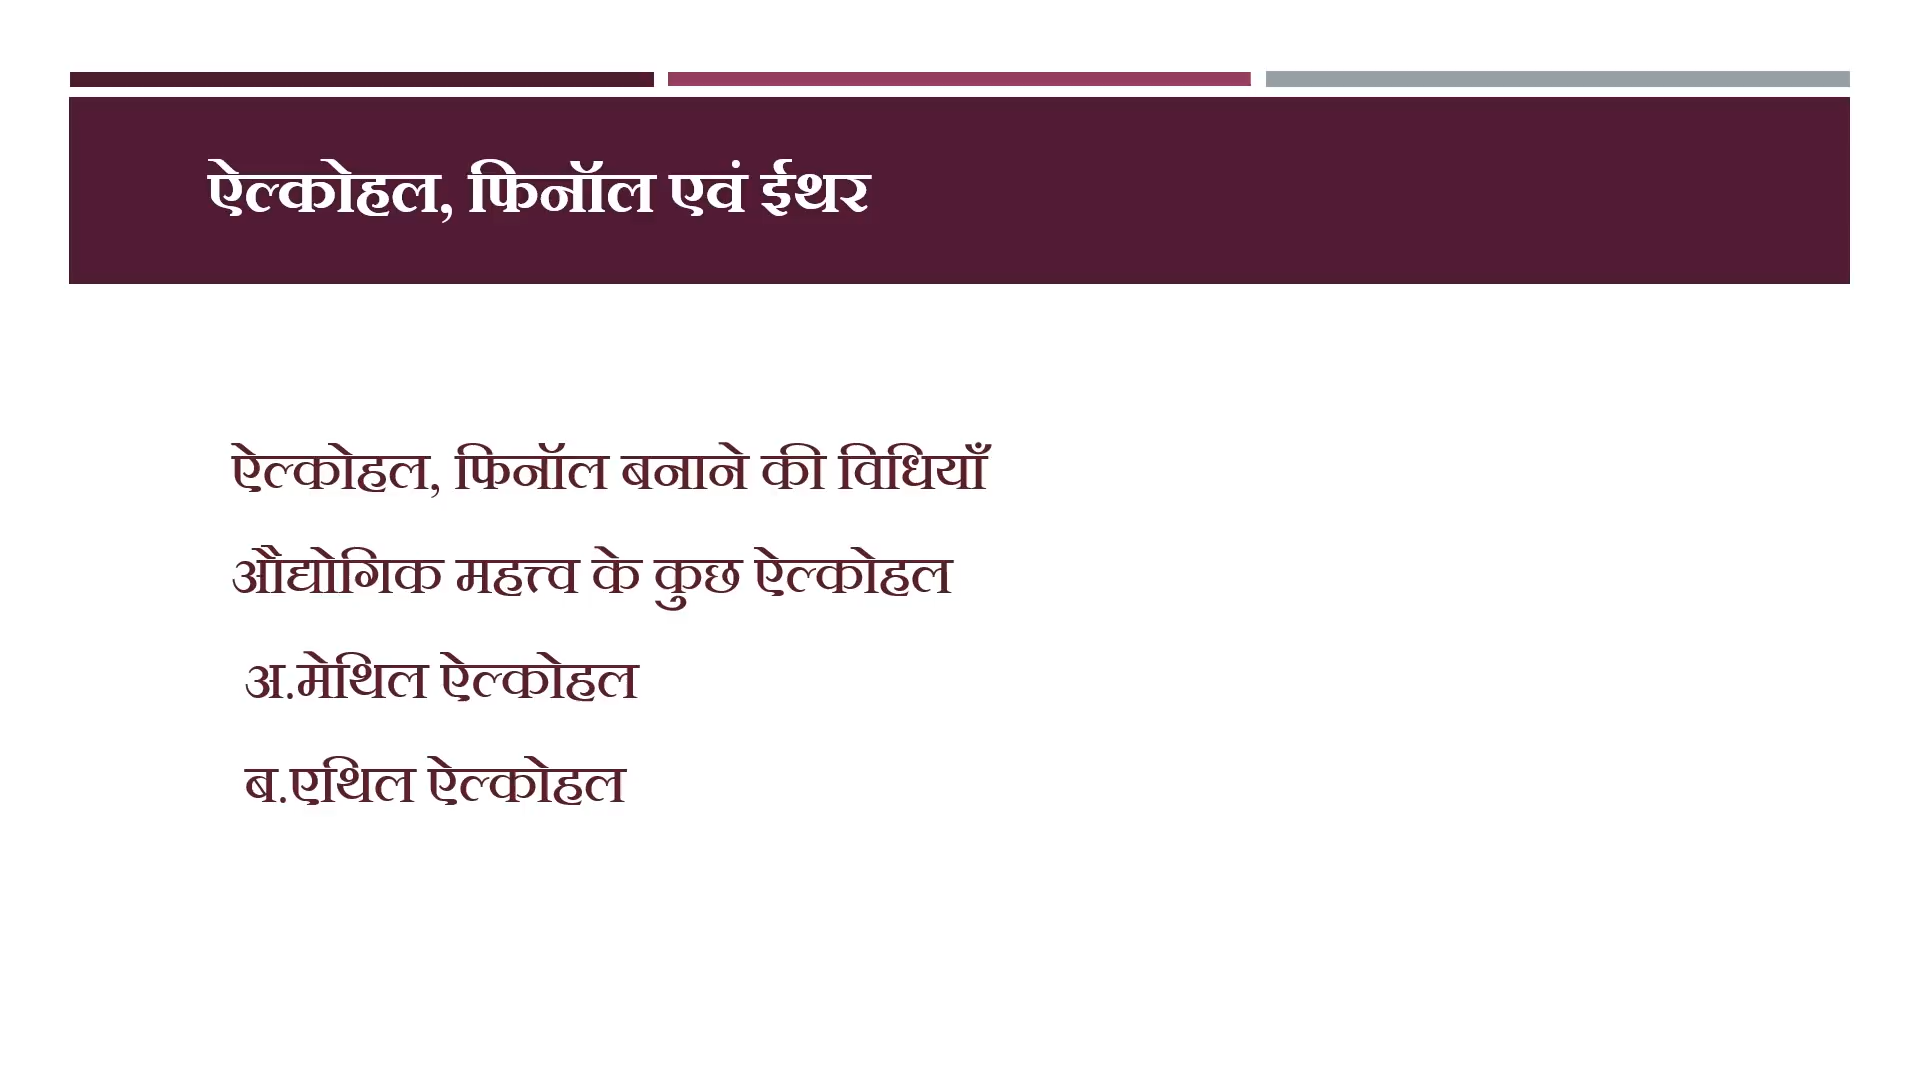 ऐल्कोहल, फिनॉल एवं ईथर
ऐल्कोहल, फिनॉल बनाने की विधियाँ
औद्योगिक महत्त्व के कुछ ऐल्कोहल
अ.मेथिल ऐल्कोहल
ब.एथिल ऐल्कोहल